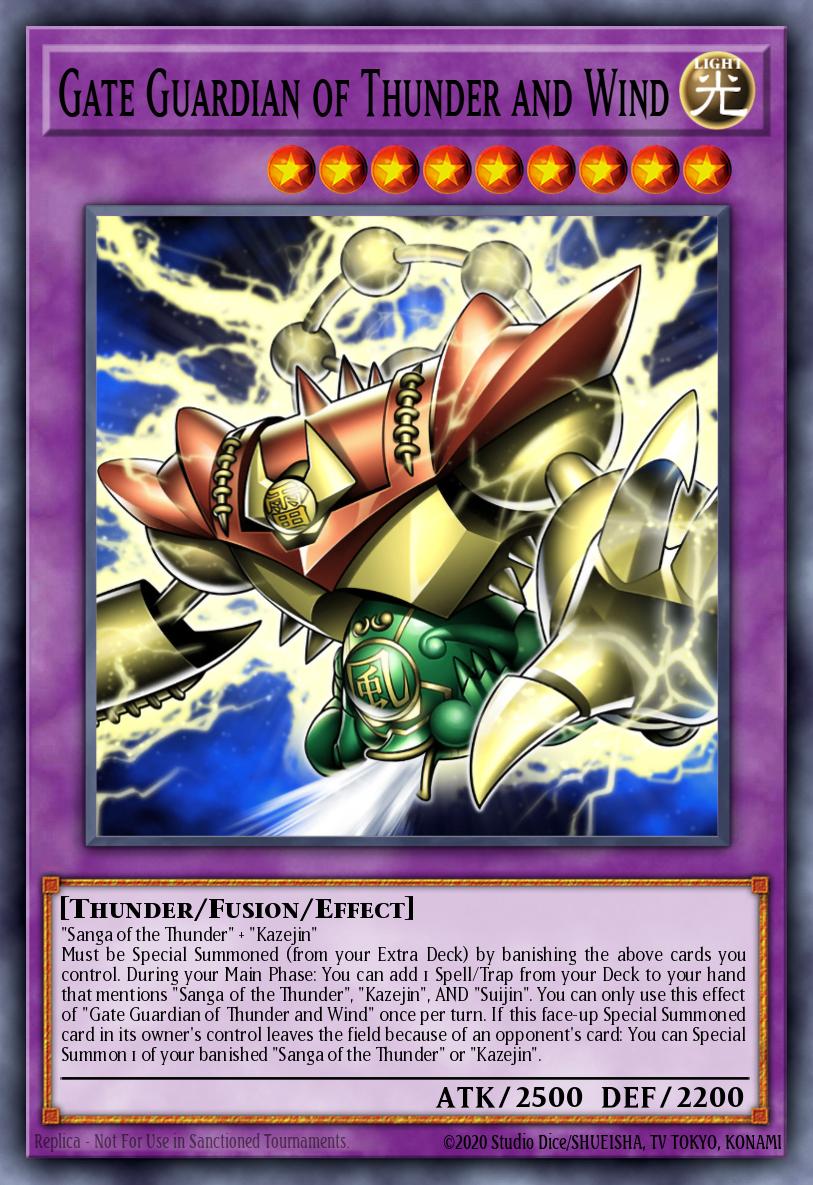 Gate Guardian of Thunder and Wind
LIGHT
光
雷
風
[Thunder/Fusion/Effect]
"Sanga of the Thunder" + "Kazejin"
Must be Special Summoned (from your Extra Deck) by banishing the above cards you
control. During your Main Phase: You can add 1 Spell/Trap from your Deck to your hand
that mentions "Sanga of the Thunder", "Kazejin", AND "Suijin". You can only use this effect
of "Gate Guardian of Thunder and Wind" once per turn. If this face-up Special Summoned
card in its owner's control leaves the field because of an opponent's card: You can Special
Summon 1 of your banished "Sanga of the Thunder" or "Kazejin".
ATK/2500 DEF/2200
Replica - Not For Use in Sanctioned Tournaments.
©2020 Studio Dice/SHUEISHA, TV TOKYO, KONAMI